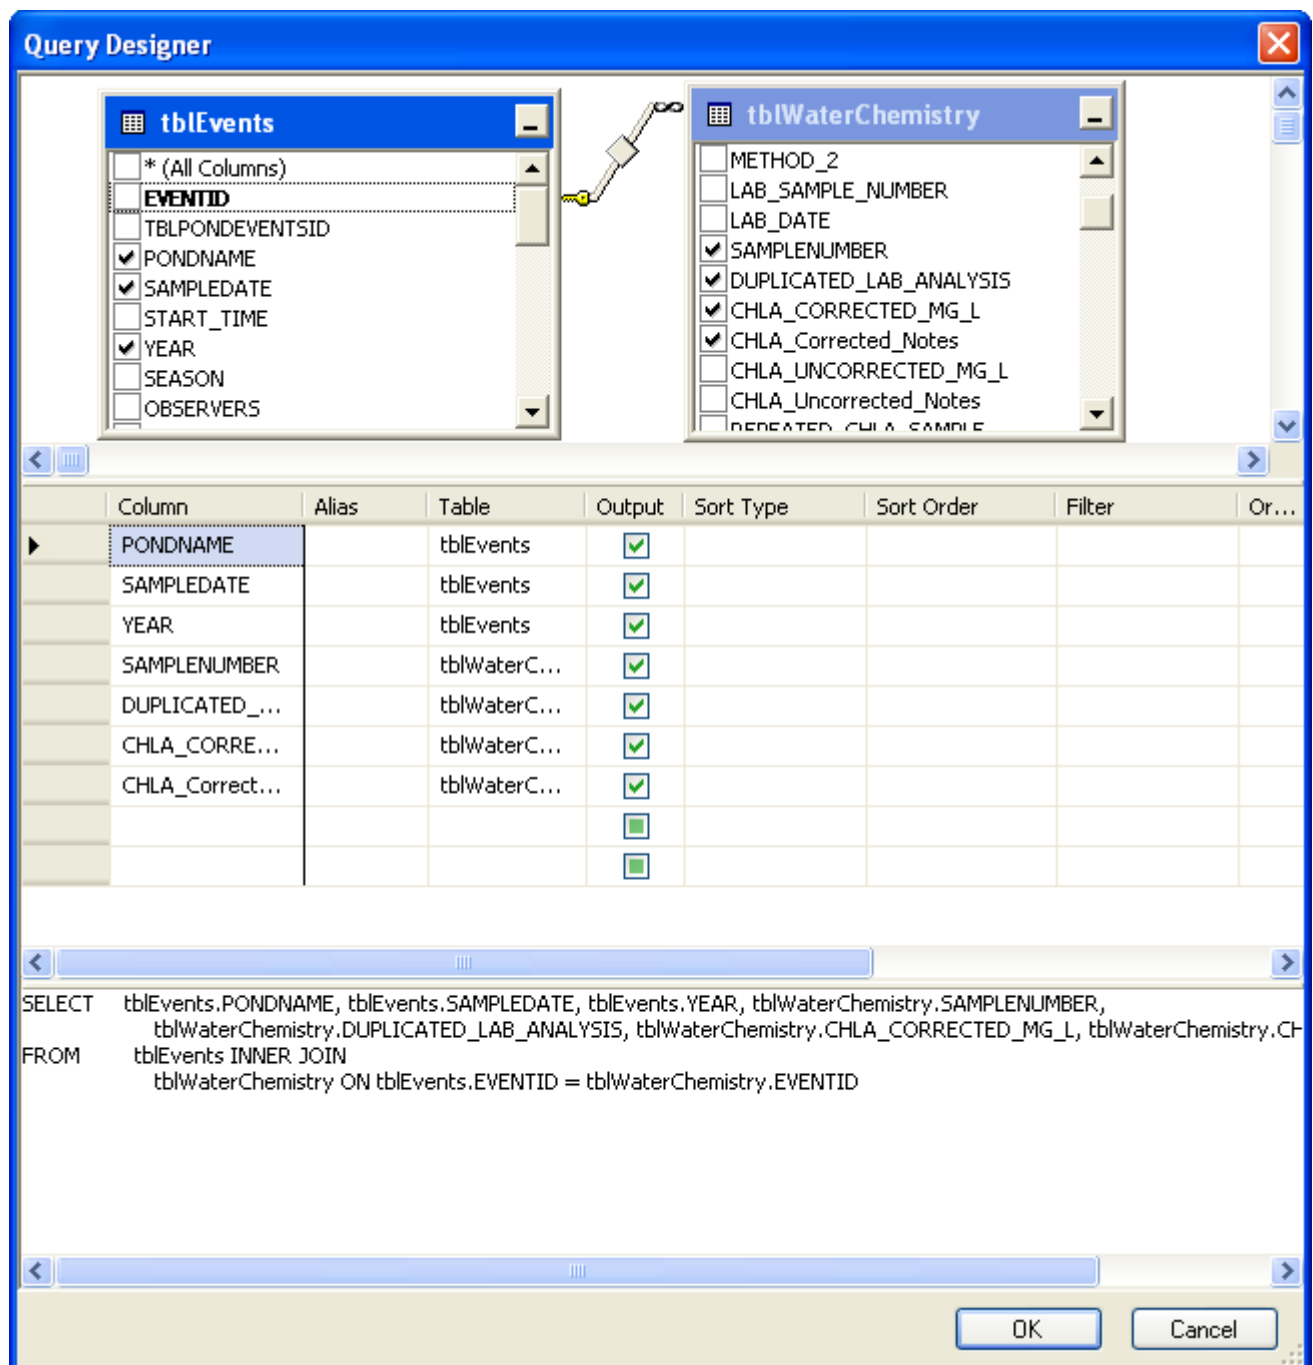 Query Designer
tblEvents
* (All Columns)
EVENTID
TBLPONDEVENTSID
PONDNAME
SAMPLEDATE
START_TIME
YEAR
SEASON
OBSERVERS
tblWaterChemistry
METHOD_2
LAB_SAMPLE_NUMBER
LAB_DATE
SAMPLENUMBER
DUPLICATED_LAB_ANALYSIS
CHLA_CORRECTED_MG_L
CHLA_Corrected_Notes
CHLA_UNCORRECTED_MG_L
CHLA_Uncorrected_Notes
REPEATED_CHLA_SAMPLE
Column Alias Table Output Sort Type Sort Order Filter Or...
PONDNAME tblEvents
SAMPLEDATE tblEvents
YEAR tblEvents
SAMPLENUMBER tblWaterC...
DUPLICATED_... tblWaterC...
CHLA_CORRE... tblWaterC...
CHLA_Correct... tblWaterC...
SELECT tblEvents.PONDNAME, tblEvents.SAMPLEDATE, tblEvents.YEAR, tblWaterChemistry.SAMPLENUMBER,
tblWaterChemistry.DUPLICATED_LAB_ANALYSIS, tblWaterChemistry.CHLA_CORRECTED_MG_L, tblWaterChemistry.CH
FROM tblEvents INNER JOIN
tblWaterChemistry ON tblEvents.EVENTID = tblWaterChemistry.EVENTID
OK Cancel